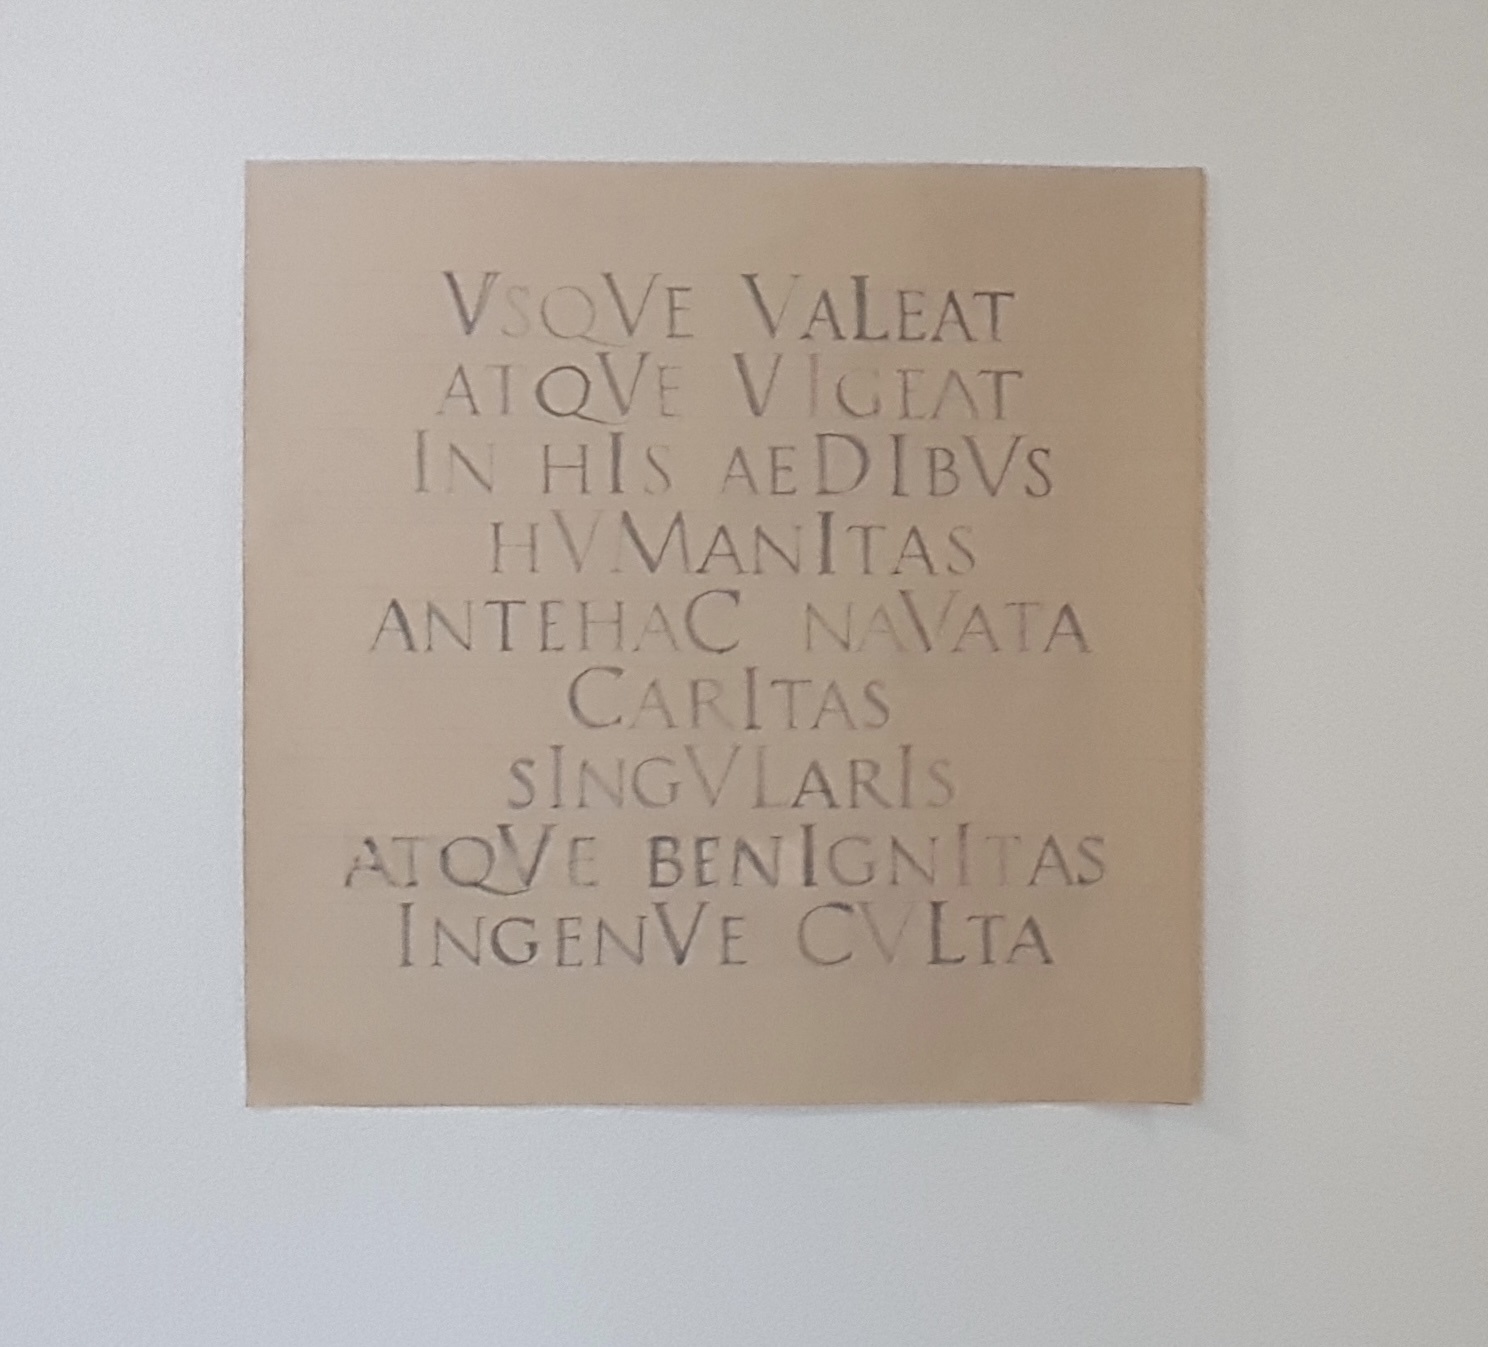 VSQVE VALEAT
ATQVE VIGEAT
IN HIS AEDIBVS
HVMANITAS
ANTEHAC NAVATA
CARITAS
SINGVLARIS
ATQVE BENIGNITAS
INGENVE CVLTA